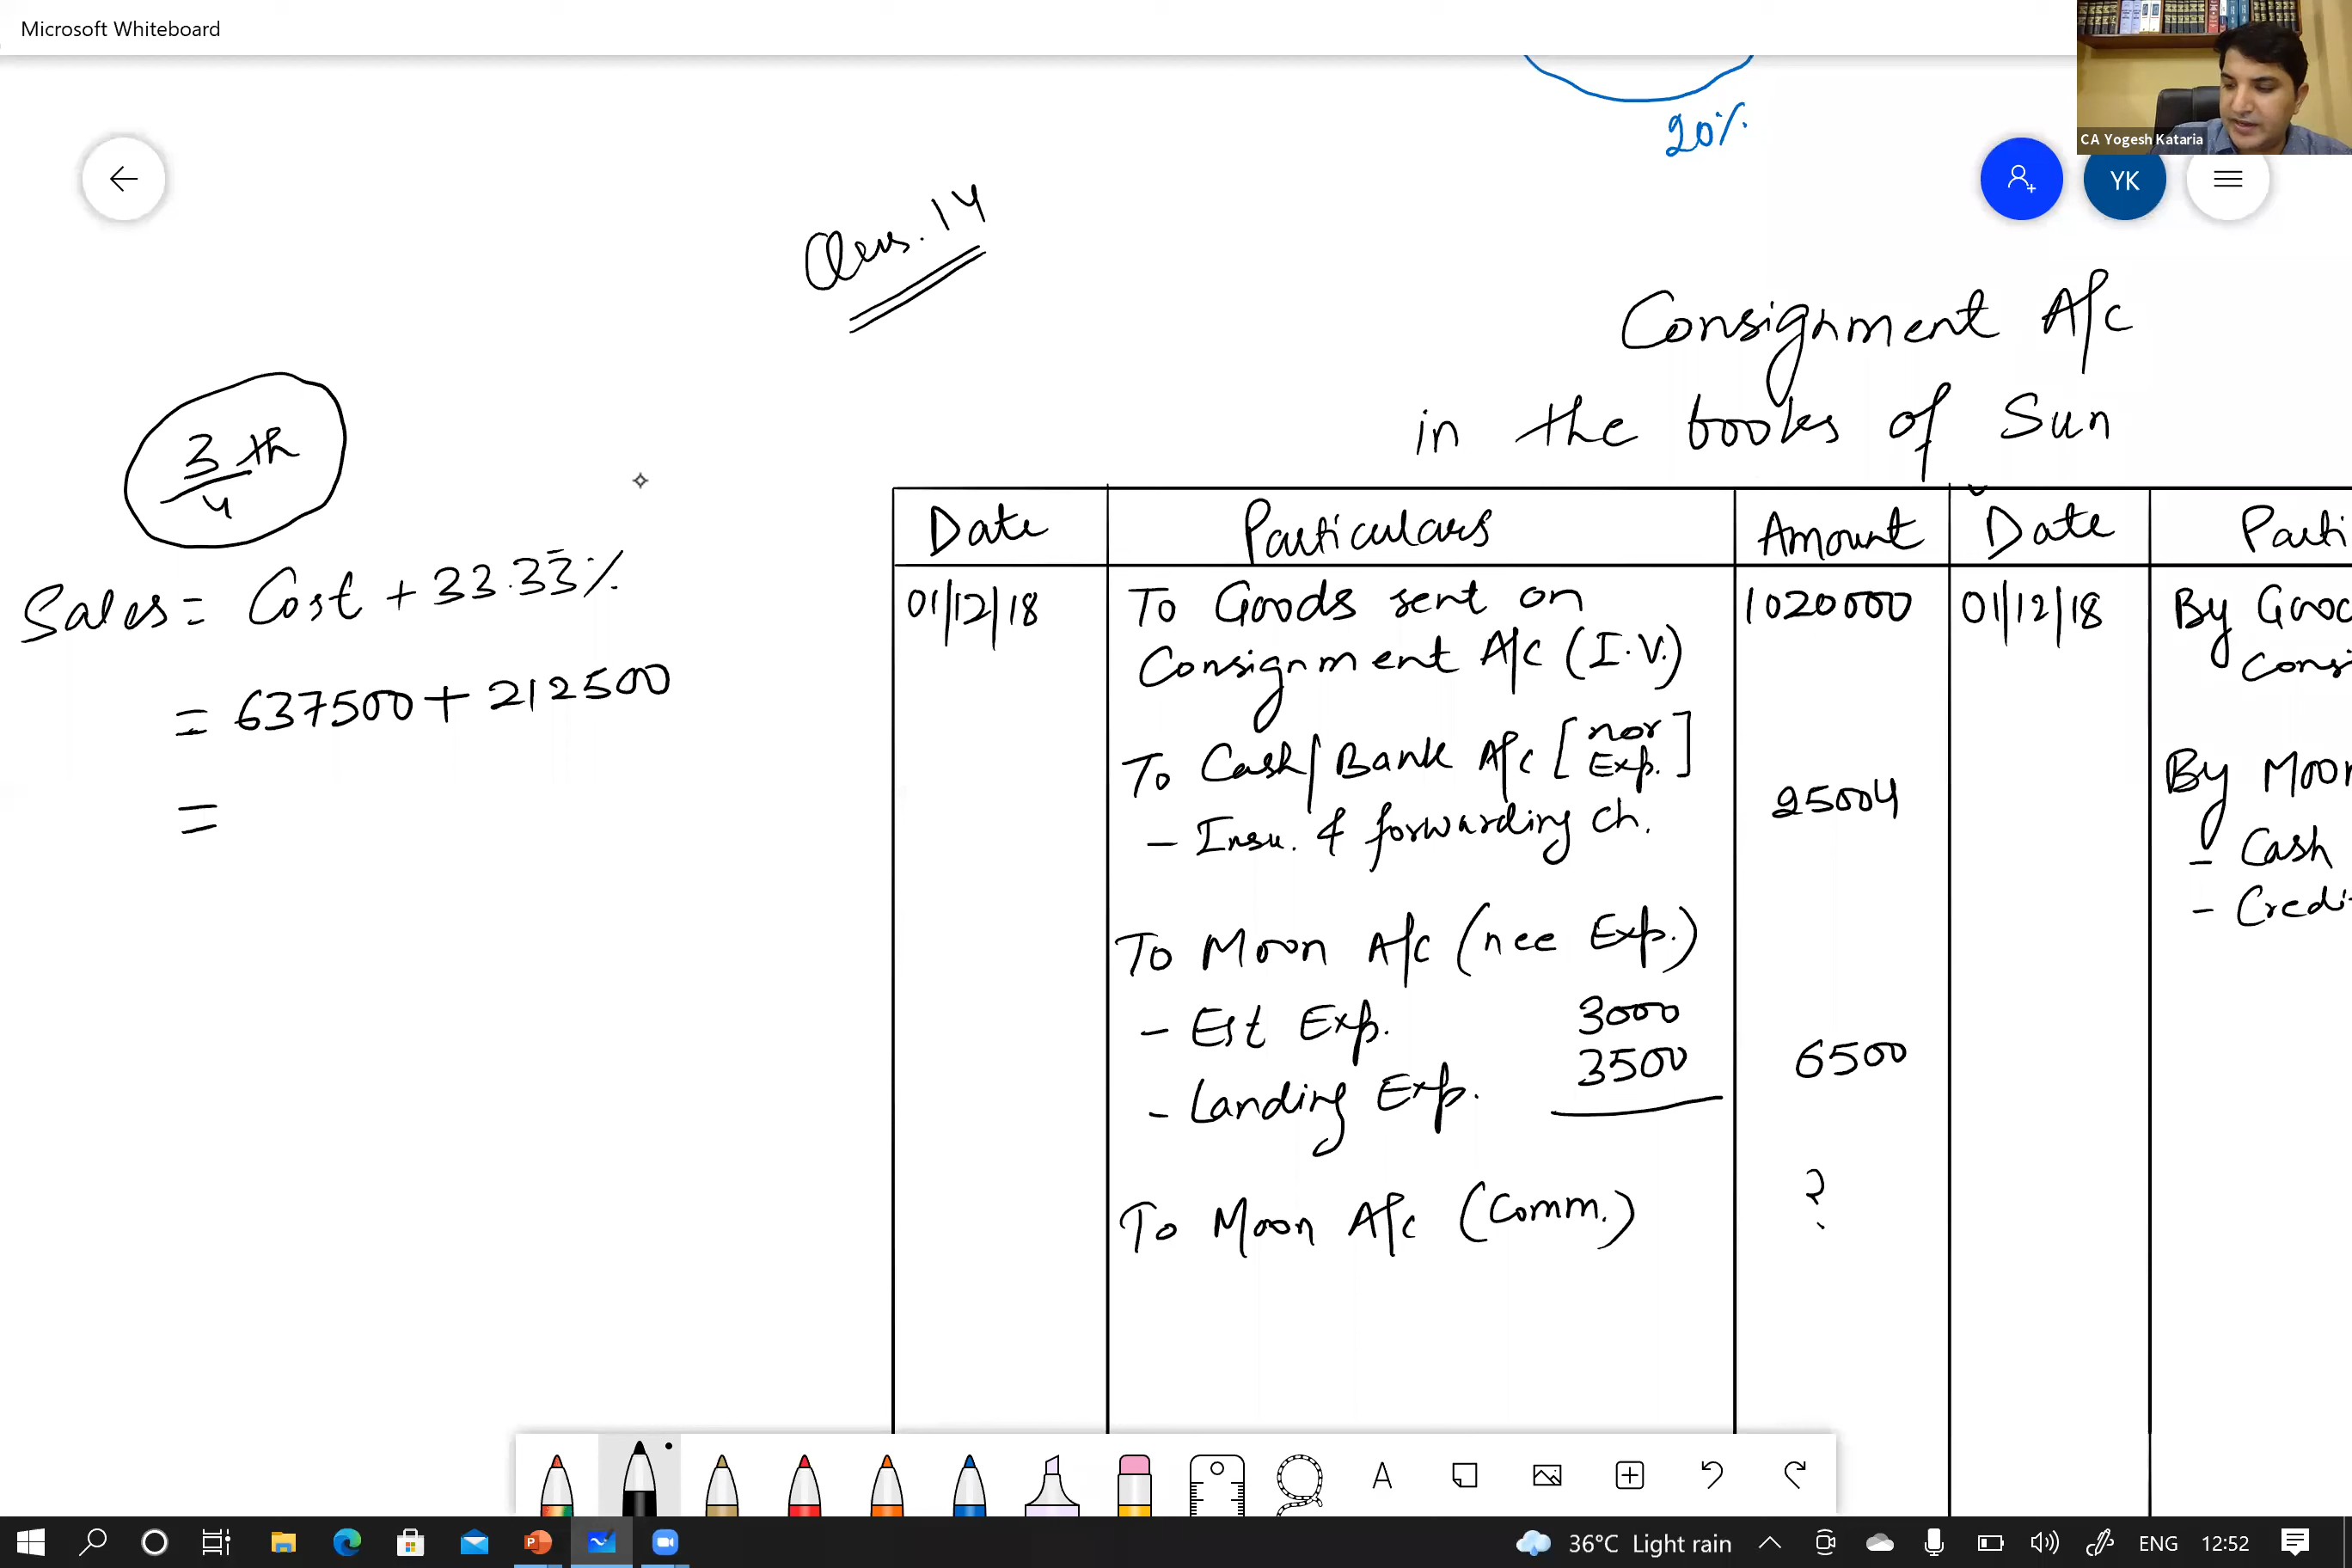 Microsoft Whiteboard
20%
CA Yogesh Kataria
YK
Ques. 14
Consignment A/c
in the books of Sun
3 th
4
Sales = Cost + 33.33%
= 637500 + 212500
=
Date Particulars Amount Date Parti
01/12/18 To Goods sent on 1020000 01/12/18 By Goo
Consignment A/c (I.V.) Cons
To Cash/Bank A/c [nor Exp.] By Moon
- Insu. & forwarding ch. 25004 - Cash
- Credi
To Moon A/c (nec Exp.)
- Est Exp. 3000
- Landing Exp. 3500 6500
To Moon A/c (Comm.) ?
A
36°C Light rain ENG 12:52